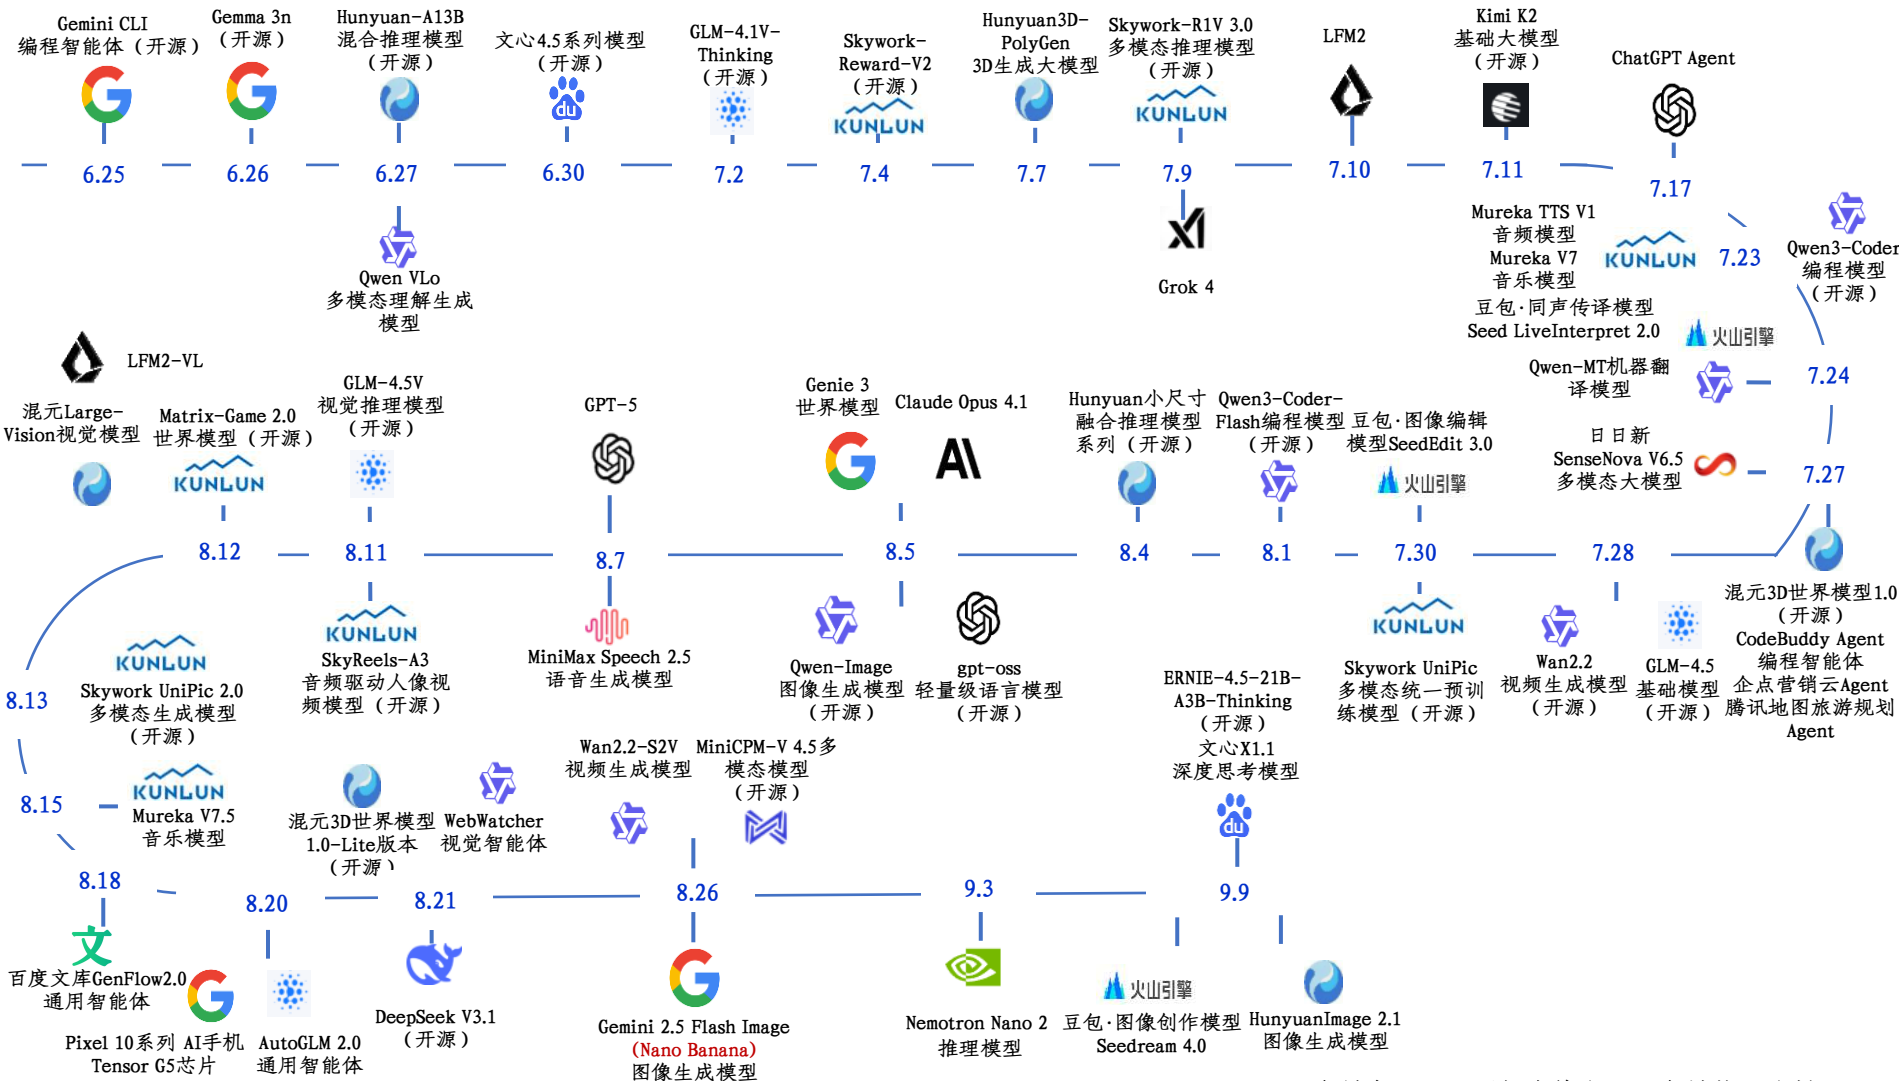 Gemini CLI
编程智能体（开源）
Gemma 3n
（开源）
Hunyuan-A13B
混合推理模型
（开源）
文心4.5系列模型
（开源）
GLM-4.1V-
Thinking
（开源）
Skywork-
Reward-V2
（开源）
Hunyuan3D-
PolyGen
3D生成大模型
Skywork-R1V 3.0
多模态推理模型
（开源）
LFM2
Kimi K2
基础大模型
（开源）
ChatGPT Agent
du
KUNLUN
KUNLUN
6.25
6.26
6.27
6.30
7.2
7.4
7.7
7.9
7.10
7.11
7.17
Qwen VLo
多模态理解生成
模型
Grok 4
Mureka TTS V1
音频模型
Mureka V7
音乐模型
KUNLUN
7.23
豆包·同声传译模型
Seed LiveInterpret 2.0
火山引擎
Qwen3-Coder
编程模型
（开源）
Qwen-MT机器翻
译模型
7.24
日日新
SenseNova V6.5
多模态大模型
7.27
混元3D世界模型1.0
（开源）
CodeBuddy Agent
编程智能体
企点营销云Agent
腾讯地图旅游规划
Agent
LFM2-VL
混元Large-
Vision视觉模型
Matrix-Game 2.0
世界模型（开源）
KUNLUN
GLM-4.5V
视觉推理模型
（开源）
GPT-5
Genie 3
世界模型
Claude Opus 4.1
AI
Hunyuan小尺寸
融合推理模型
系列（开源）
Qwen3-Coder-
Flash编程模型
（开源）
豆包·图像编辑
模型SeedEdit 3.0
火山引擎
8.12
8.11
8.7
8.5
8.4
8.1
7.30
7.28
KUNLUN
SkyReels-A3
音频驱动人像视
频模型（开源）
MiniMax Speech 2.5
语音生成模型
Qwen-Image
图像生成模型
（开源）
gpt-oss
轻量级语言模型
（开源）
KUNLUN
Skywork UniPic
多模态统一预训
练模型（开源）
Wan2.2
视频生成模型
（开源）
GLM-4.5
基础模型
（开源）
8.13
KUNLUN
Skywork UniPic 2.0
多模态生成模型
（开源）
8.15
KUNLUN
Mureka V7.5
音乐模型
混元3D世界模型
1.0-Lite版本
（开源）
WebWatcher
视觉智能体
Wan2.2-S2V
视频生成模型
MiniCPM-V 4.5多
模态模型
（开源）
ERNIE-4.5-21B-
A3B-Thinking
（开源）
文心X1.1
深度思考模型
du
8.18
8.20
8.21
8.26
9.3
9.9
文
百度文库GenFlow2.0
通用智能体
Pixel 10系列 AI手机
Tensor G5芯片
AutoGLM 2.0
通用智能体
DeepSeek V3.1
（开源）
Gemini 2.5 Flash Image
(Nano Banana)
图像生成模型
Nemotron Nano 2
推理模型
火山引擎
豆包·图像创作模型
Seedream 4.0
HunyuanImage 2.1
图像生成模型